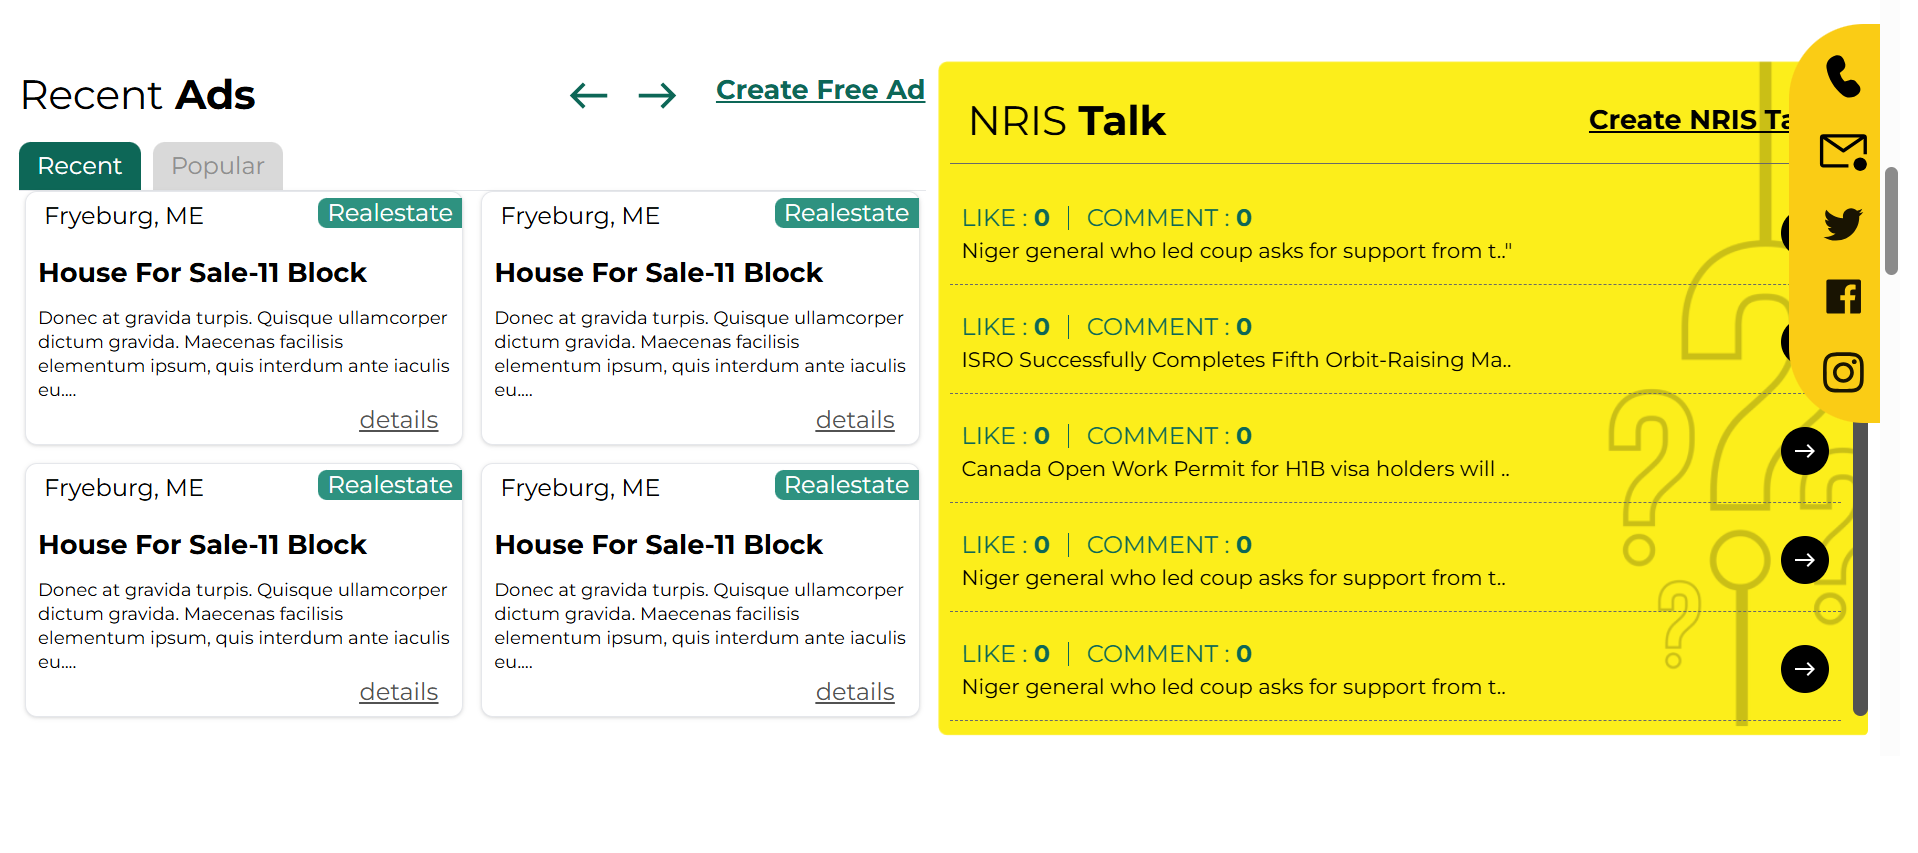 Recent Ads
Create Free Ad
Recent
Popular
Fryeburg, ME
Realestate
House For Sale-11 Block
Donec at gravida turpis. Quisque ullamcorper
dictum gravida. Maecenas facilisis
elementum ipsum, quis interdum ante iaculis
eu....
details
Fryeburg, ME
Realestate
House For Sale-11 Block
Donec at gravida turpis. Quisque ullamcorper
dictum gravida. Maecenas facilisis
elementum ipsum, quis interdum ante iaculis
eu....
details
Fryeburg, ME
Realestate
House For Sale-11 Block
Donec at gravida turpis. Quisque ullamcorper
dictum gravida. Maecenas facilisis
elementum ipsum, quis interdum ante iaculis
eu....
details
Fryeburg, ME
Realestate
House For Sale-11 Block
Donec at gravida turpis. Quisque ullamcorper
dictum gravida. Maecenas facilisis
elementum ipsum, quis interdum ante iaculis
eu....
details
NRIS Talk
Create NRIS
LIKE : 0 | COMMENT : 0
Niger general who led coup asks for support from t.."
LIKE : 0 | COMMENT : 0
ISRO Successfully Completes Fifth Orbit-Raising Ma..
LIKE : 0 | COMMENT : 0
Canada Open Work Permit for H1B visa holders will ..
LIKE : 0 | COMMENT : 0
Niger general who led coup asks for support from t..
LIKE : 0 | COMMENT : 0
Niger general who led coup asks for support from t..